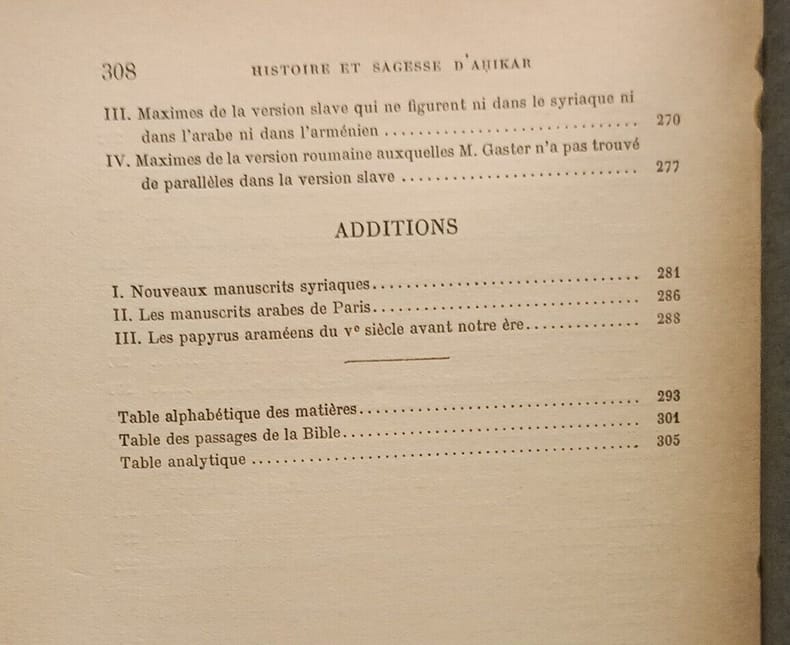 308 HISTOIRE ET SAGESSE D'AḤIKAR
III. Maximes de la version slave qui ne figurent ni dans le syriaque ni
dans l'arabe ni dans l'arménien ................................ 270
IV. Maximes de la version roumaine auxquelles M. Gaster n'a pas trouvé
de parallèles dans la version slave .............................. 277
ADDITIONS
I. Nouveaux manuscrits syriaques.................................. 281
II. Les manuscrits arabes de Paris................................. 286
III. Les papyrus araméens du vᵉ siècle avant notre ère.............. 288
Table alphabétique des matières................................... 293
Table des passages de la Bible.................................... 301
Table analytique ................................................ 305